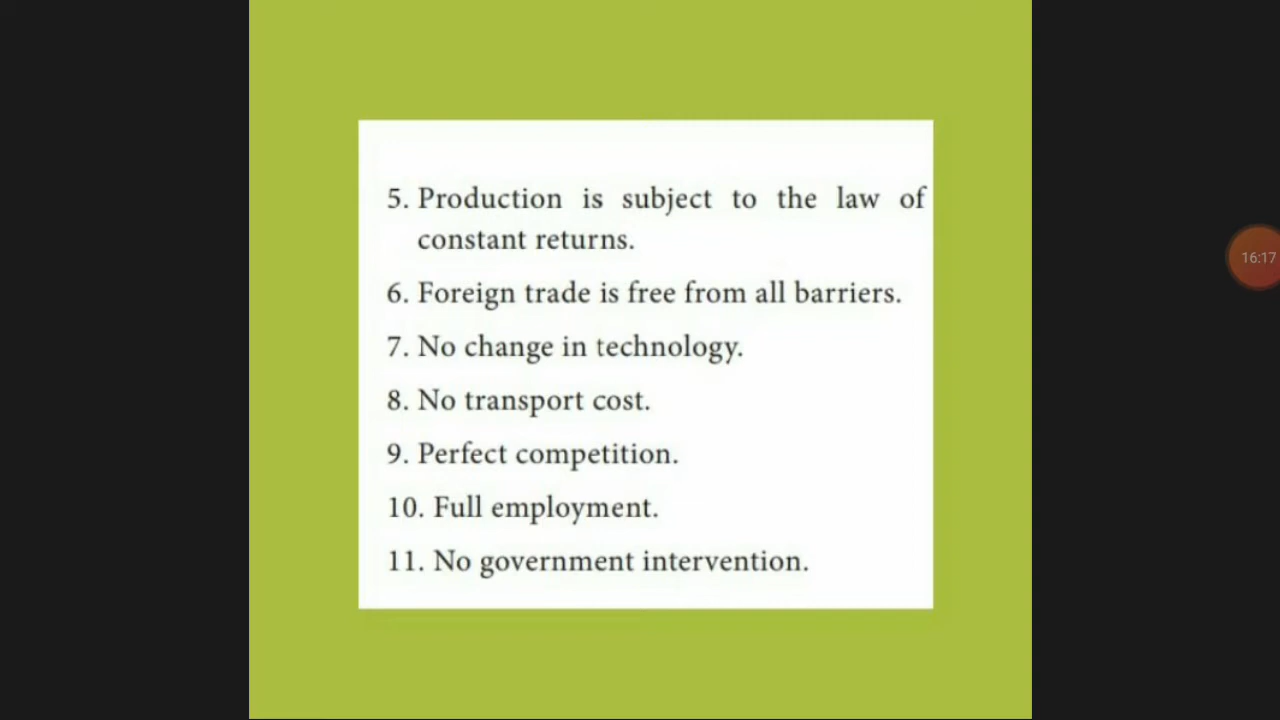 5. Production is subject to the law of
constant returns.
6. Foreign trade is free from all barriers.
7. No change in technology.
8. No transport cost.
9. Perfect competition.
10. Full employment.
11. No government intervention.
16:17